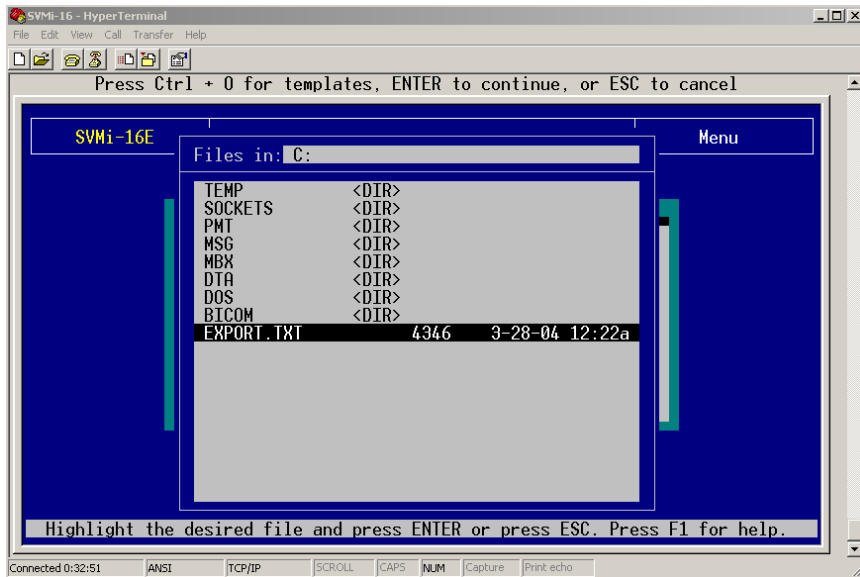 SVMi-16 - HyperTerminal
File Edit View Call Transfer Help
Press Ctrl + O for templates, ENTER to continue, or ESC to cancel
SVMi-16E
Menu
Files in: C:
TEMP <DIR>
SOCKETS <DIR>
PMT <DIR>
MSG <DIR>
MBX <DIR>
DTA <DIR>
DOS <DIR>
BICOM <DIR>
EXPORT.TXT 4346 3-28-04 12:22a
Highlight the desired file and press ENTER or press ESC. Press F1 for help.
Connected 0:32:51 ANSI TCP/IP SCROLL CAPS NUM Capture Print echo